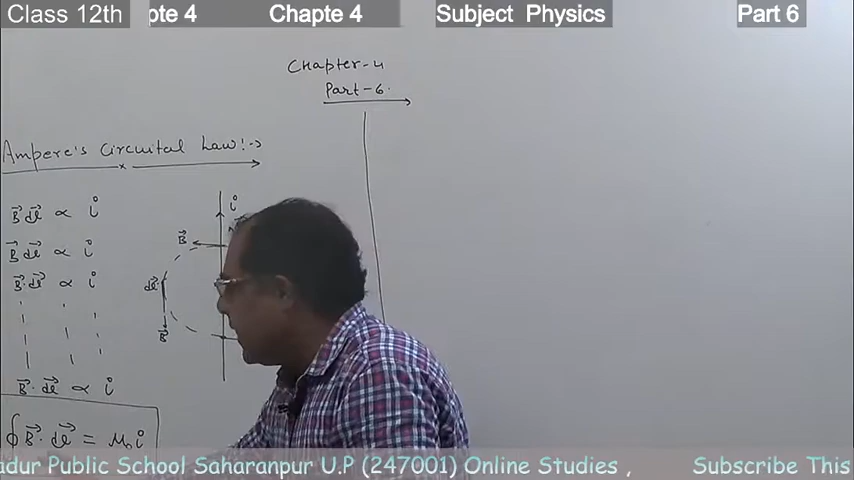 Class 12th pte 4 Chapte 4 Subject Physics Part 6
Chapter-4
Part-6.
Ampere's Circuital Law:→
B⃗ dl⃗ ∝ i
B⃗ dl⃗ ∝ i
B⃗·dl⃗ ∝ i
B⃗·dl⃗ ∝ i
∮B⃗·dl⃗ = μ₀i
i
B⃗
dl⃗
B⃗
adur Public School Saharanpur U.P (247001) Online Studies , Subscribe This